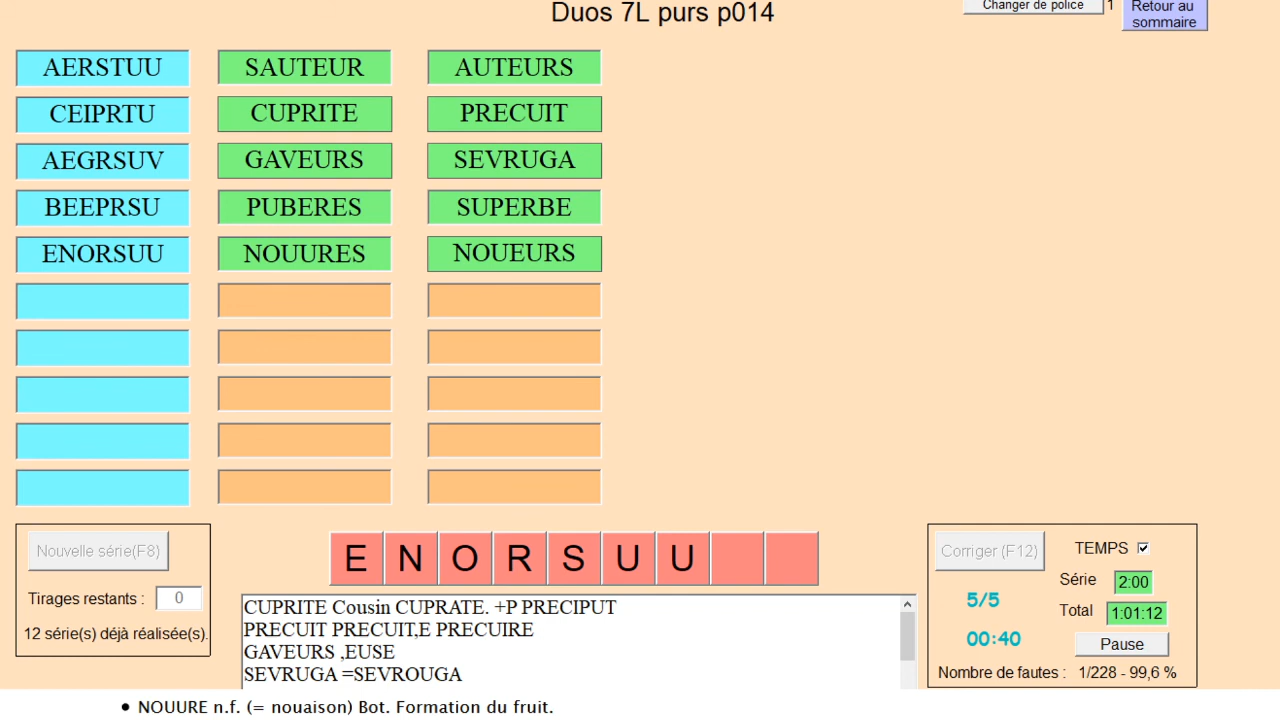 Duos 7L purs p014
Changer de police 1 Retour au
sommaire
AERSTUU SAUTEUR AUTEURS
CEIPRTU CUPRITE PRECUIT
AEGRSUV GAVEURS SEVRUGA
BEEPRSU PUBERES SUPERBE
ENORSUU NOUURES NOUEURS
Nouvelle série(F8)
Tirages restants : 0
12 série(s) déjà réalisée(s).
E N O R S U U
CUPRITE Cousin CUPRATE. +P PRECIPUT
PRECUIT PRECUIT,E PRECUIRE
GAVEURS ,EUSE
SEVRUGA =SEVROUGA
Corriger (F12) TEMPS
Série 2:00
5/5
Total 1:01:12
00:40
Pause
Nombre de fautes : 1/228 - 99,6 %
• NOUURE n.f. (= nouaison) Bot. Formation du fruit.